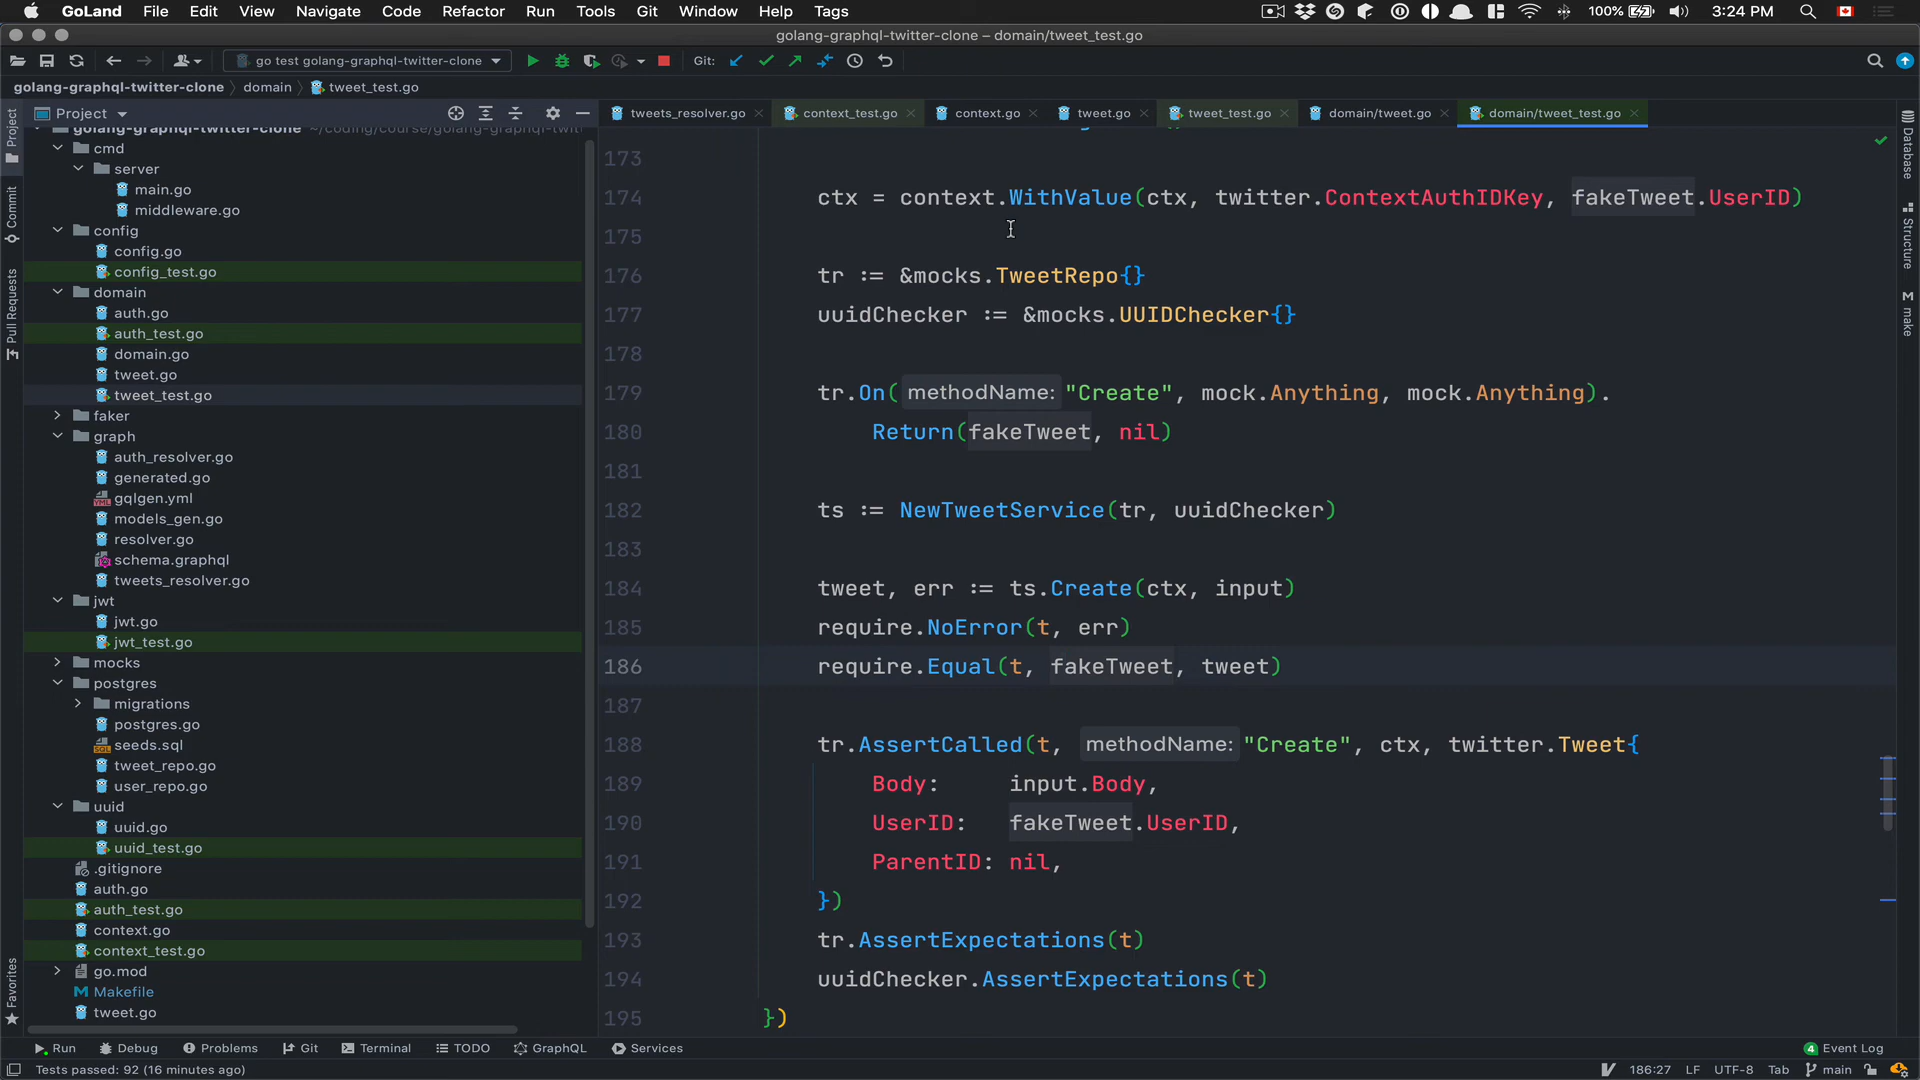 GoLand File Edit View Navigate Code Refactor Run Tools Git Window Help Tags 100% 3:24 PM
golang-graphql-twitter-clone – domain/tweet_test.go
go test golang-graphql-twitter-clone Git:
golang-graphql-twitter-clone domain tweet_test.go
Project
tweets_resolver.go context_test.go context.go tweet.go tweet_test.go domain/tweet.go domain/tweet_test.go
golang-graphql-twitter-clone
cmd
server
main.go
middleware.go
config
config.go
config_test.go
domain
auth.go
auth_test.go
domain.go
tweet.go
tweet_test.go
faker
graph
auth_resolver.go
generated.go
gqlgen.yml
models_gen.go
resolver.go
schema.graphql
tweets_resolver.go
jwt
jwt.go
jwt_test.go
mocks
postgres
migrations
postgres.go
seeds.sql
tweet_repo.go
user_repo.go
uuid
uuid.go
uuid_test.go
.gitignore
auth.go
auth_test.go
context.go
context_test.go
go.mod
Makefile
tweet.go
173
174 ctx = context.WithValue(ctx, twitter.ContextAuthIDKey, fakeTweet.UserID)
175
176 tr := &mocks.TweetRepo{}
177 uuidChecker := &mocks.UUIDChecker{}
178
179 tr.On( methodName: "Create", mock.Anything, mock.Anything).
180 Return(fakeTweet, nil)
181
182 ts := NewTweetService(tr, uuidChecker)
183
184 tweet, err := ts.Create(ctx, input)
185 require.NoError(t, err)
186 require.Equal(t, fakeTweet, tweet)
187
188 tr.AssertCalled(t, methodName: "Create", ctx, twitter.Tweet{
189 Body: input.Body,
190 UserID: fakeTweet.UserID,
191 ParentID: nil,
192 })
193 tr.AssertExpectations(t)
194 uuidChecker.AssertExpectations(t)
195 })
Project
Commit
Pull Requests
Favorites
Database
Structure
make
Run Debug Problems Git Terminal TODO GraphQL Services 4 Event Log
Tests passed: 92 (16 minutes ago) 186:27 LF UTF-8 Tab main